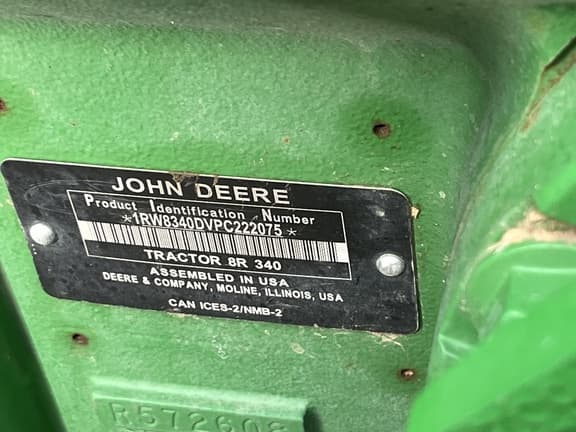 JOHN DEERE
Product Identification Number
*1RW8340DVPC222075*
TRACTOR 8R 340
ASSEMBLED IN USA
DEERE & COMPANY, MOLINE, ILLINOIS, USA
CAN ICES-2/NMB-2